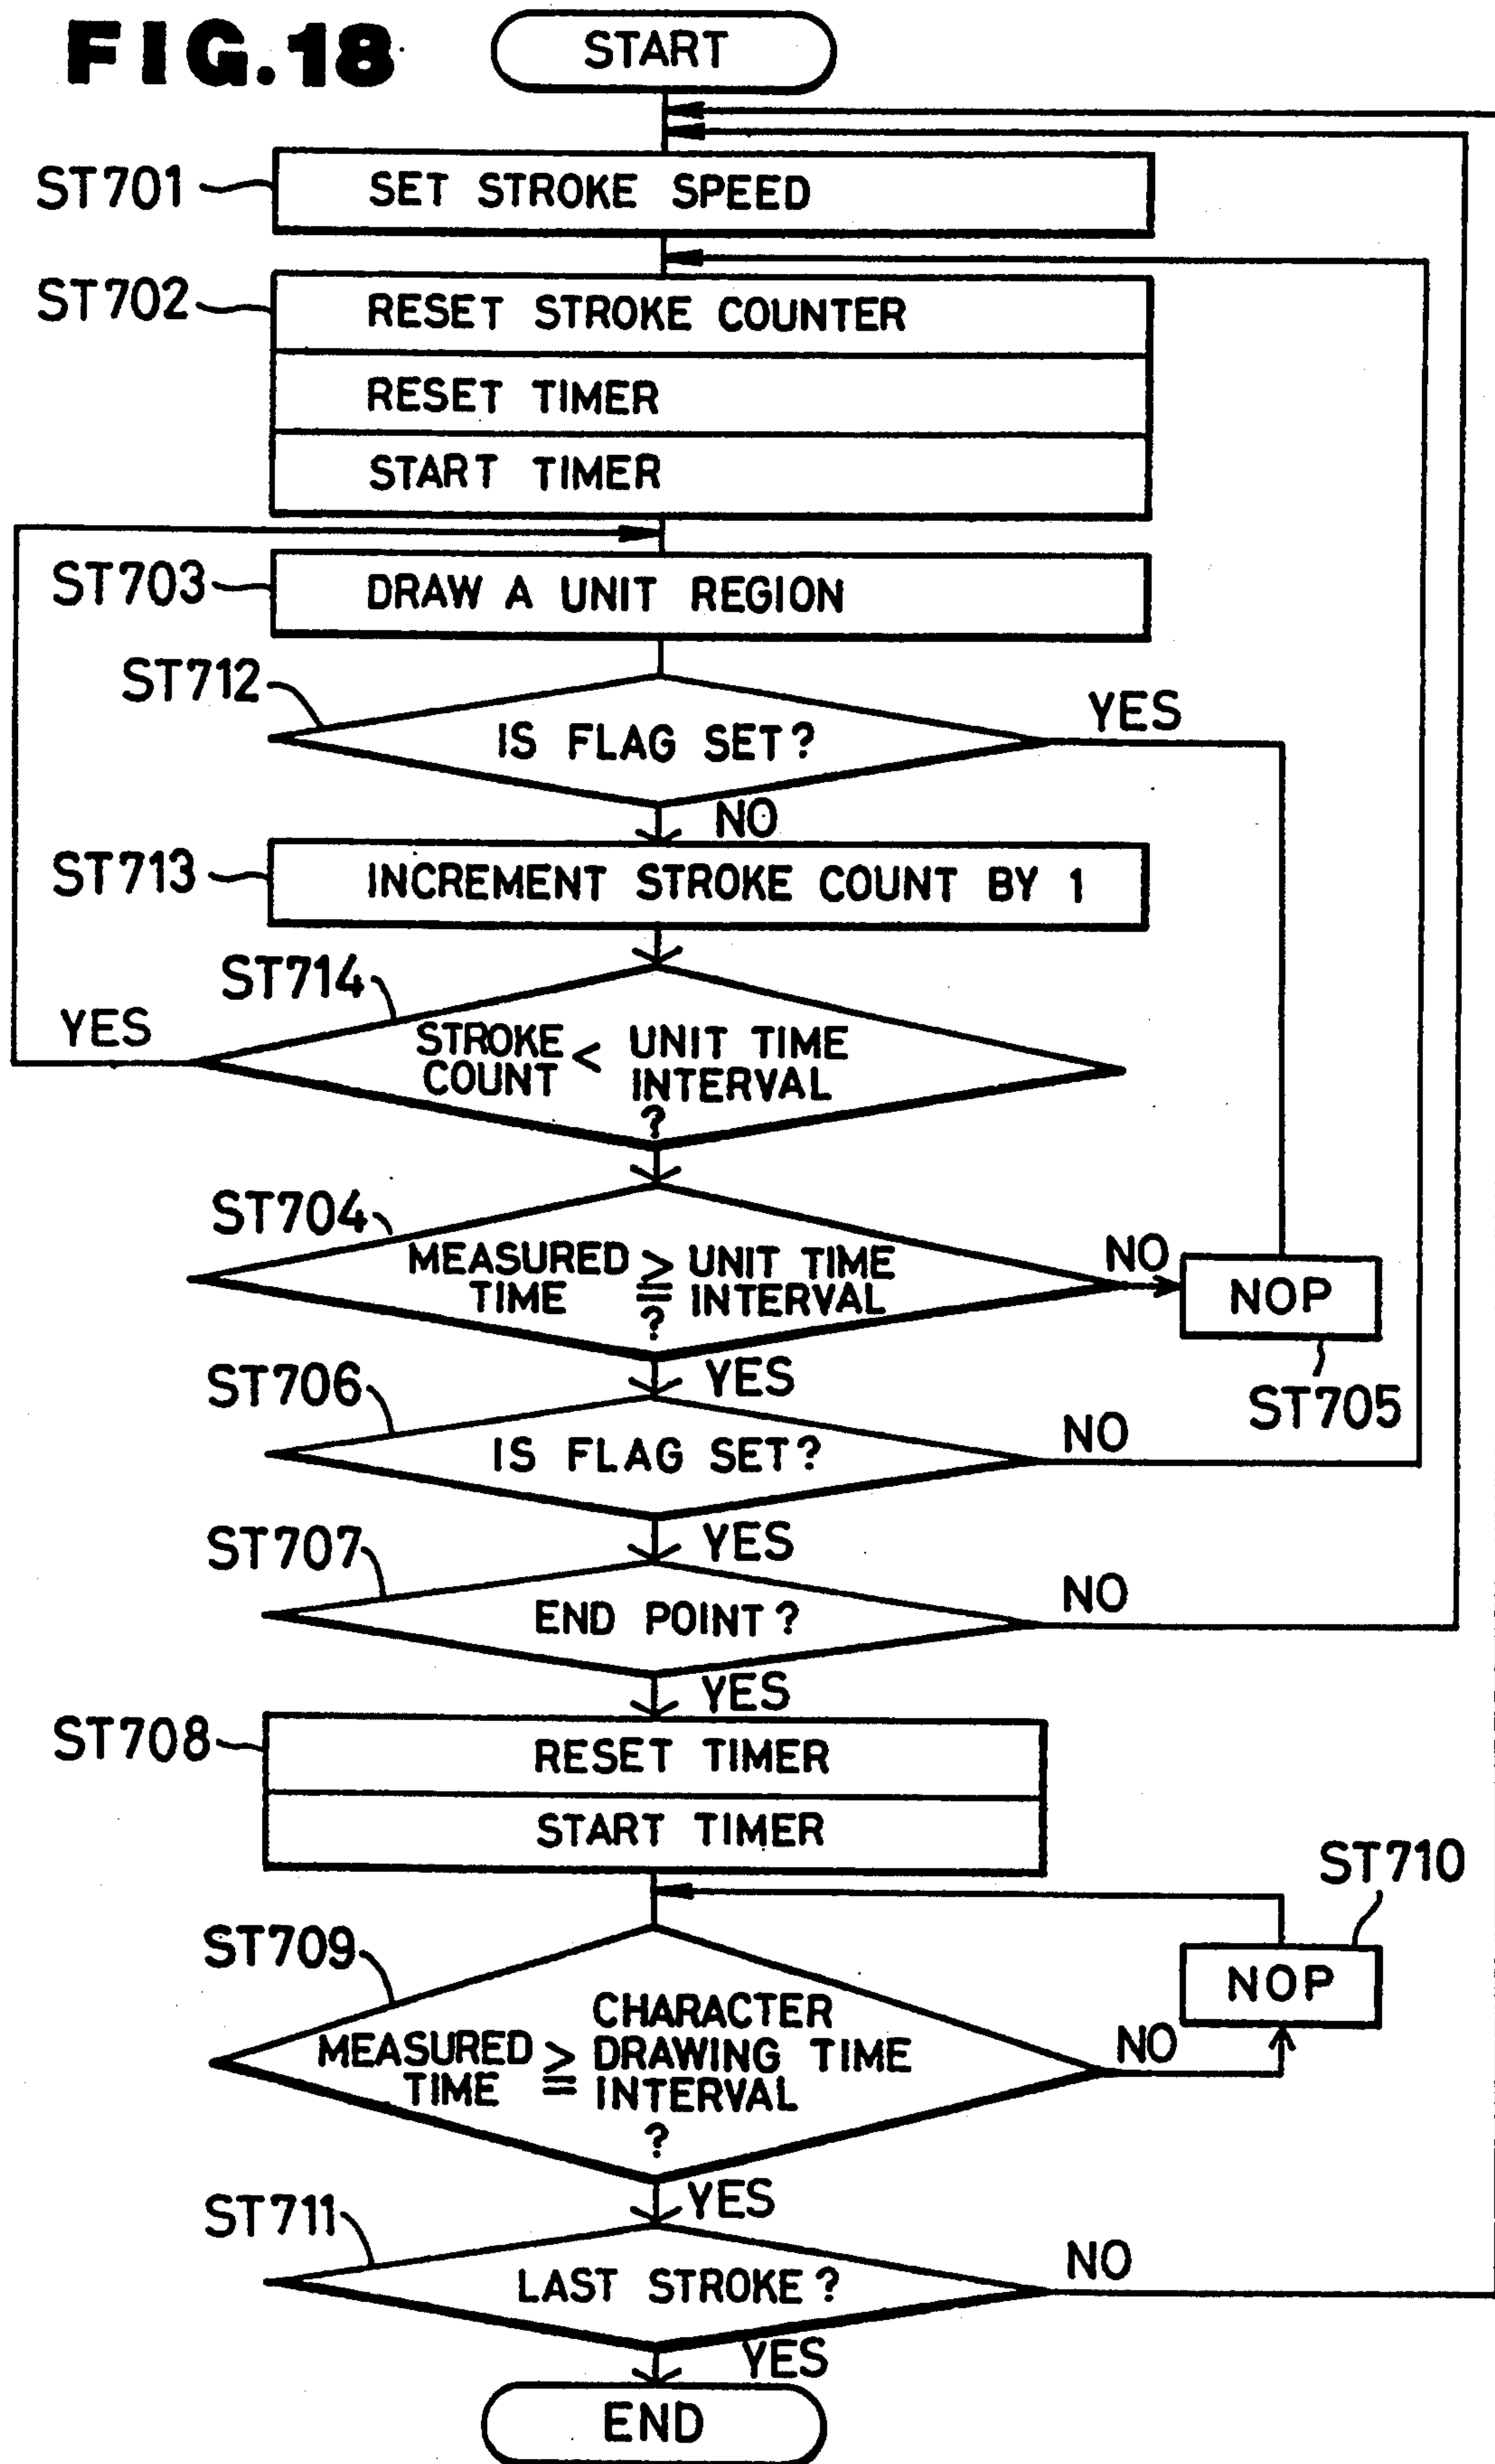 FIG.18
START
ST701
SET STROKE SPEED
ST702
RESET STROKE COUNTER
RESET TIMER
START TIMER
ST703
DRAW A UNIT REGION
ST712
IS FLAG SET?
YES
NO
ST713
INCREMENT STROKE COUNT BY 1
ST714
YES
STROKE < UNIT TIME
COUNT INTERVAL
?
ST704
MEASURED ≧ UNIT TIME
TIME INTERVAL
?
NO
NOP
ST705
YES
ST706
IS FLAG SET?
NO
YES
ST707
END POINT?
NO
YES
ST708
RESET TIMER
START TIMER
ST710
NOP
ST709
CHARACTER
MEASURED ≧ DRAWING TIME
TIME INTERVAL
?
NO
YES
ST711
LAST STROKE?
NO
YES
END